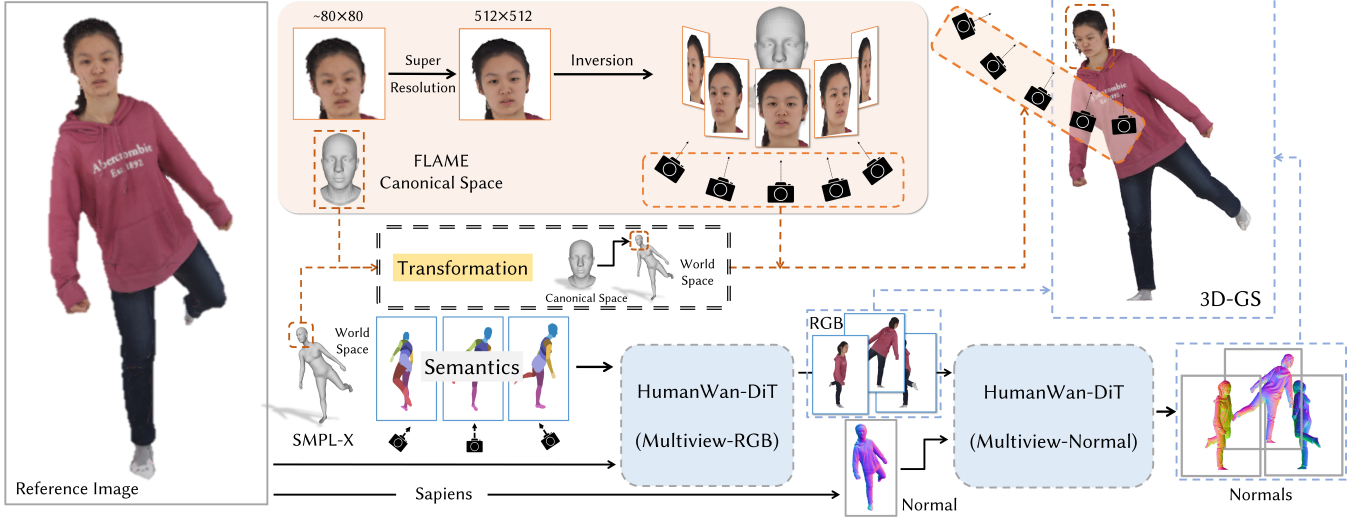 ~80×80
512×512
Super
Resolution
Inversion
FLAME
Canonical Space
Abercrombie
Est. 1892
Reference Image
Transformation
Canonical Space
World
Space
World
Space
SMPL-X
Semantics
HumanWan-DiT
(Multiview-RGB)
RGB
HumanWan-DiT
(Multiview-Normal)
3D-GS
Sapiens
Normal
Normals